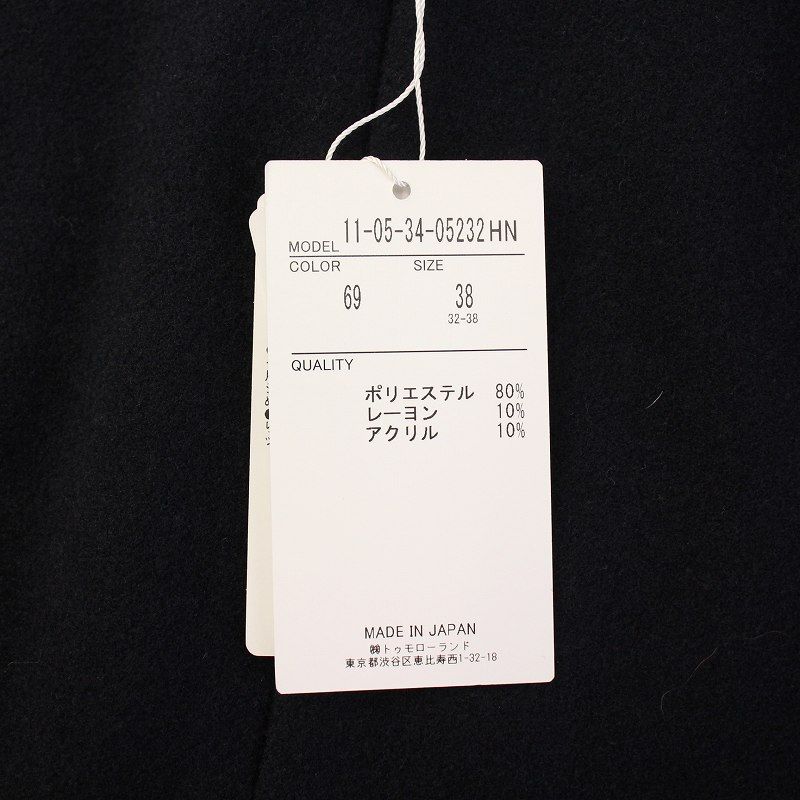 MODEL 11-05-34-05232HN
COLOR SIZE
69 38
32-38
QUALITY
ポリエステル 80%
レーヨン 10%
アクリル 10%
MADE IN JAPAN
㈱トゥモローランド
東京都渋谷区恵比寿西1-32-18